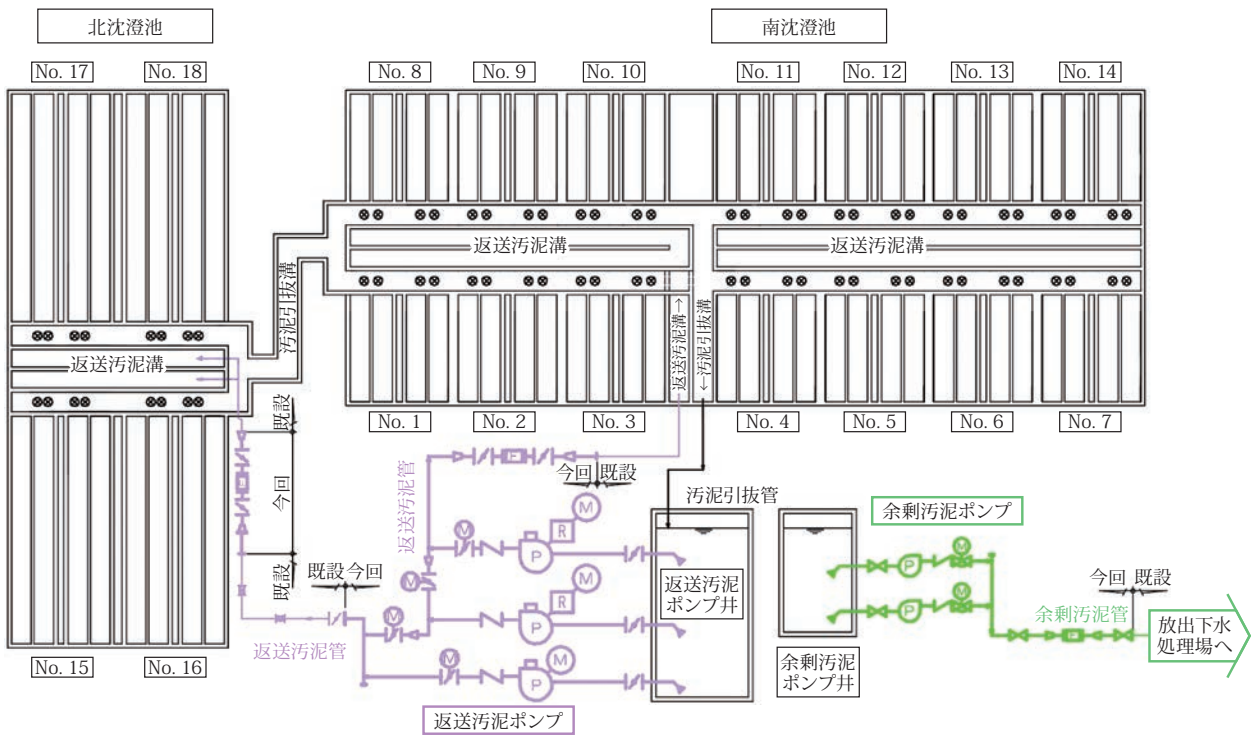 北沈澄池
南沈澄池
No. 17
No. 18
No. 8
No. 9
No. 10
No. 11
No. 12
No. 13
No. 14
返送汚泥溝
返送汚泥溝
汚泥引抜溝
返送汚泥溝
返送汚泥溝→
←汚泥引抜溝
No. 1
No. 2
No. 3
No. 4
No. 5
No. 6
No. 7
既設
今回
既設
返送汚泥管
F
今回
既設
汚泥引抜管
余剰汚泥ポンプ
M
R
P
M
F
返送汚泥
ポンプ井
M
P
既設
今回
M
M
R
P
M
P
今回
既設
余剰汚泥管
F
放出下水
処理場へ
返送汚泥管
M
M
P
余剰汚泥
ポンプ井
No. 15
No. 16
返送汚泥ポンプ